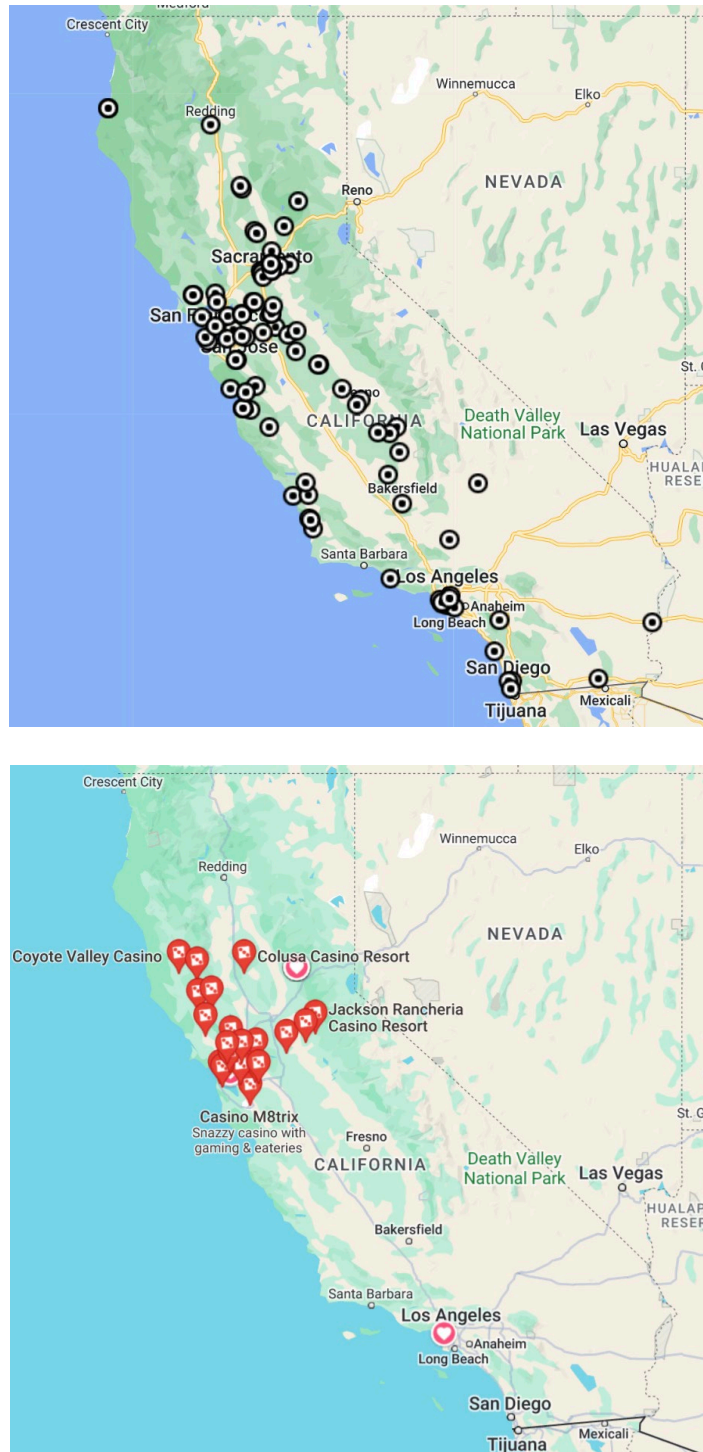 Medford
Crescent City
Winnemucca
Elko
Redding
NEVADA
Reno
Sacramento
San Francisco
San Jose
St. G
Fresno
CALIFORNIA
Death Valley
National Park
Las Vegas
HUALAP
RESE
Bakersfield
Santa Barbara
Los Angeles
Anaheim
Long Beach
San Diego
Mexicali
Tijuana
Crescent City
Winnemucca
Elko
Redding
NEVADA
Coyote Valley Casino
Colusa Casino Resort
Jackson Rancheria
Casino Resort
Casino M8trix
Snazzy casino with
gaming & eateries
St. G
Fresno
CALIFORNIA
Death Valley
National Park
Las Vegas
HUALAP
RESER
Bakersfield
Santa Barbara
Los Angeles
Anaheim
Long Beach
San Diego
Mexicali
Tijuana